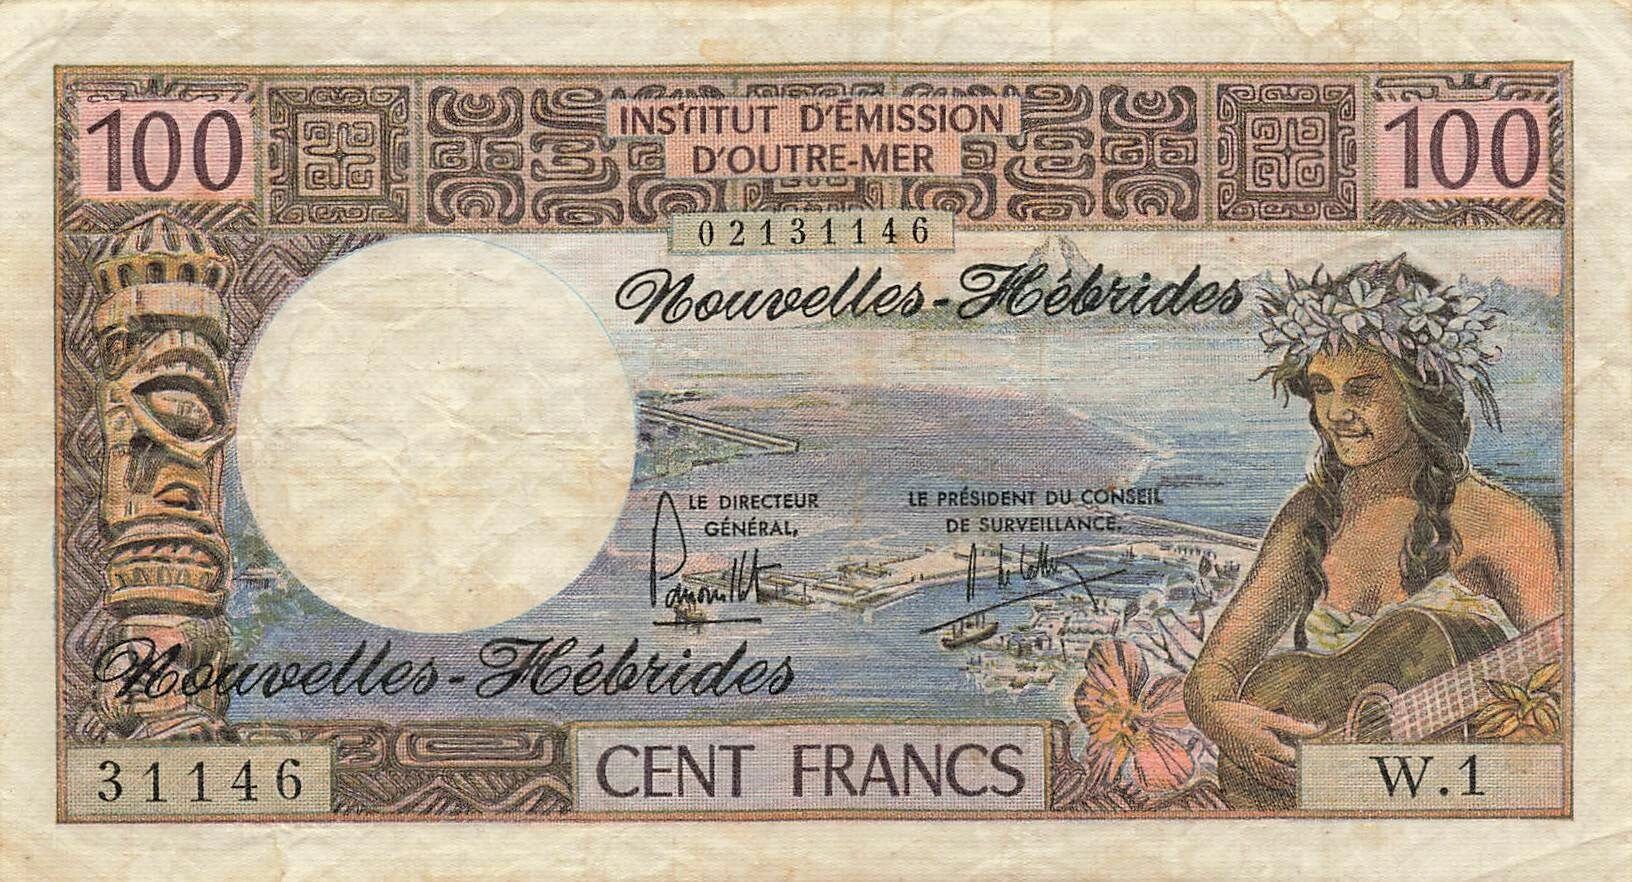 100
INSTITUT D'ÉMISSION
D'OUTRE-MER
100
02131146
Nouvelles-Hébrides
LE DIRECTEUR
GÉNÉRAL,
LE PRÉSIDENT DU CONSEIL
DE SURVEILLANCE,
Nouvelles-Hébrides
31146
CENT FRANCS
W.1